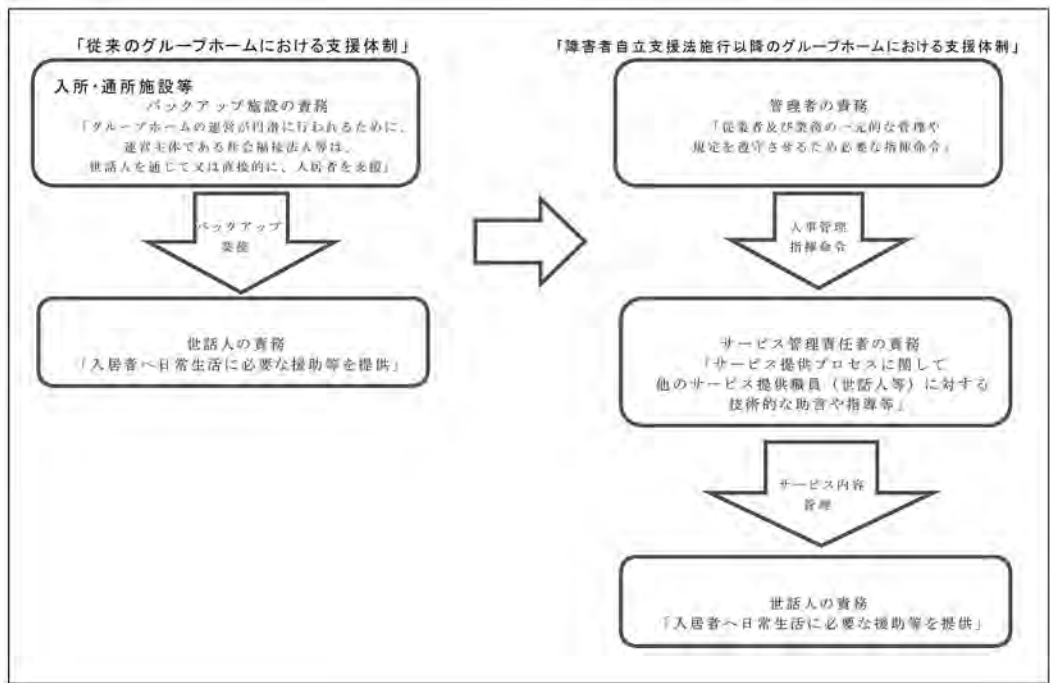 「従来のグループホームにおける支援体制」
入所・通所施設等
バックアップ施設の責務
「グループホームの運営が円滑に行われるために、
運営主体である社会福祉法人等は、
世話人を通じて又は直接的に、入居者を支援」
バックアップ
業務
世話人の責務
「入居者へ日常生活に必要な援助等を提供」
「障害者自立支援法施行以降のグループホームにおける支援体制」
管理者の責務
「従業者及び業務の一元的な管理や
規定を遵守させるため必要な指揮命令」
人事管理
指揮命令
サービス管理責任者の責務
「サービス提供プロセスに関して
他のサービス提供職員（世話人等）に対する
技術的な助言や指導等」
サービス内容
管理
世話人の責務
「入居者へ日常生活に必要な援助等を提供」